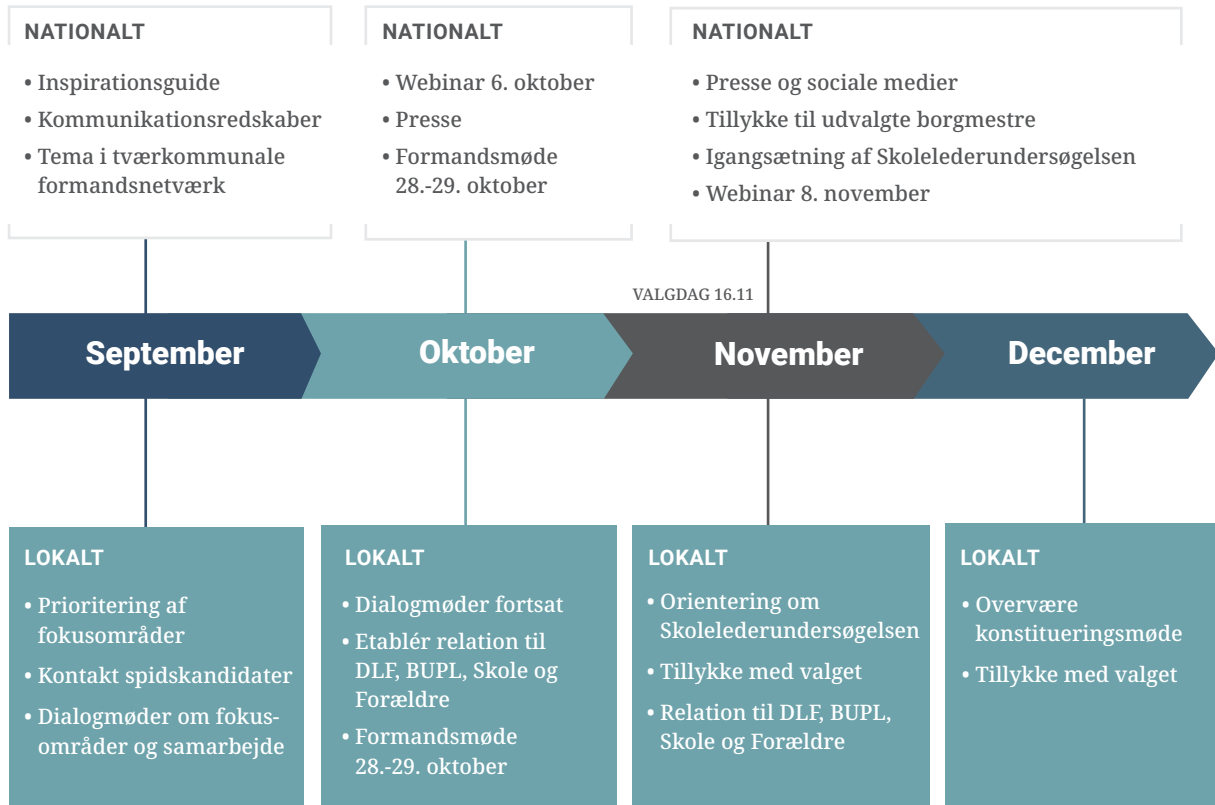 NATIONALT
• Inspirationsguide
• Kommunikationsredskaber
• Tema i tværkommunale
formandsnetværk
NATIONALT
• Webinar 6. oktober
• Presse
• Formandsmøde
28.-29. oktober
NATIONALT
• Presse og sociale medier
• Tillykke til udvalgte borgmestre
• Igangsætning af Skolelederundersøgelsen
• Webinar 8. november
VALGDAG 16.11
September
Oktober
November
December
LOKALT
• Prioritering af
fokusområder
• Kontakt spidskandidater
• Dialogmøder om fokus-
områder og samarbejde
LOKALT
• Dialogmøder fortsat
• Etablér relation til
DLF, BUPL, Skole og
Forældre
• Formandsmøde
28.-29. oktober
LOKALT
• Orientering om
Skolelederundersøgelsen
• Tillykke med valget
• Relation til DLF, BUPL,
Skole og Forældre
LOKALT
• Overvære
konstitueringsmøde
• Tillykke med valget